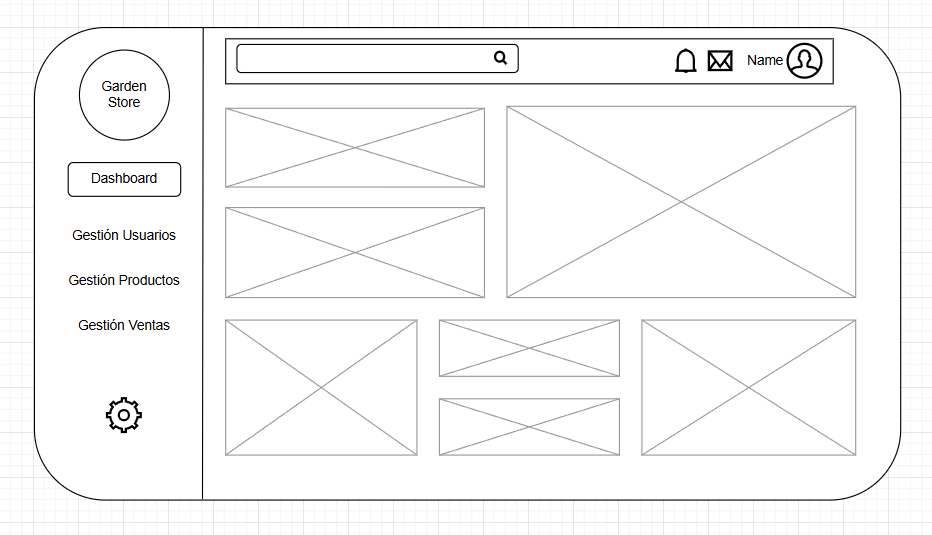 Garden
Store
Name
Dashboard
Gestión Usuarios
Gestión Productos
Gestión Ventas